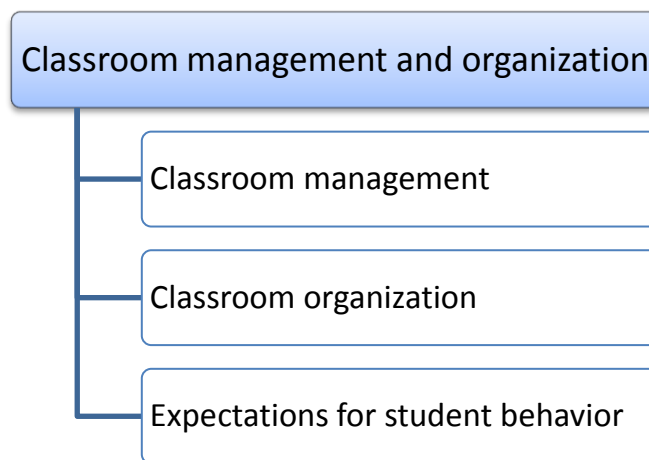 Classroom management and organization
Classroom management
Classroom organization
Expectations for student behavior